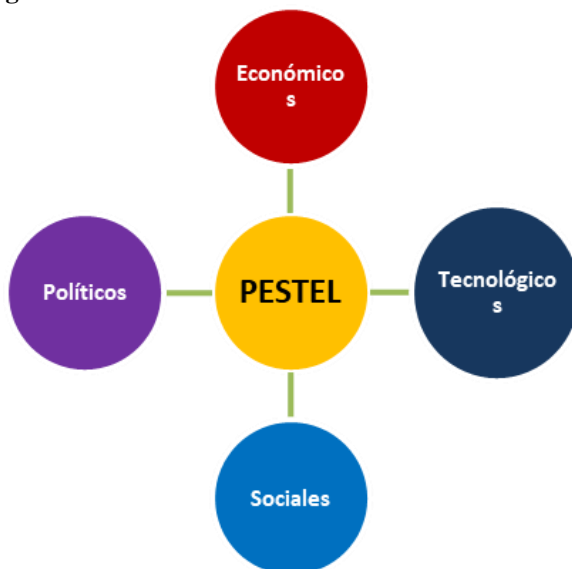 g
Económico
s
Políticos
PESTEL
Tecnológico
s
Sociales